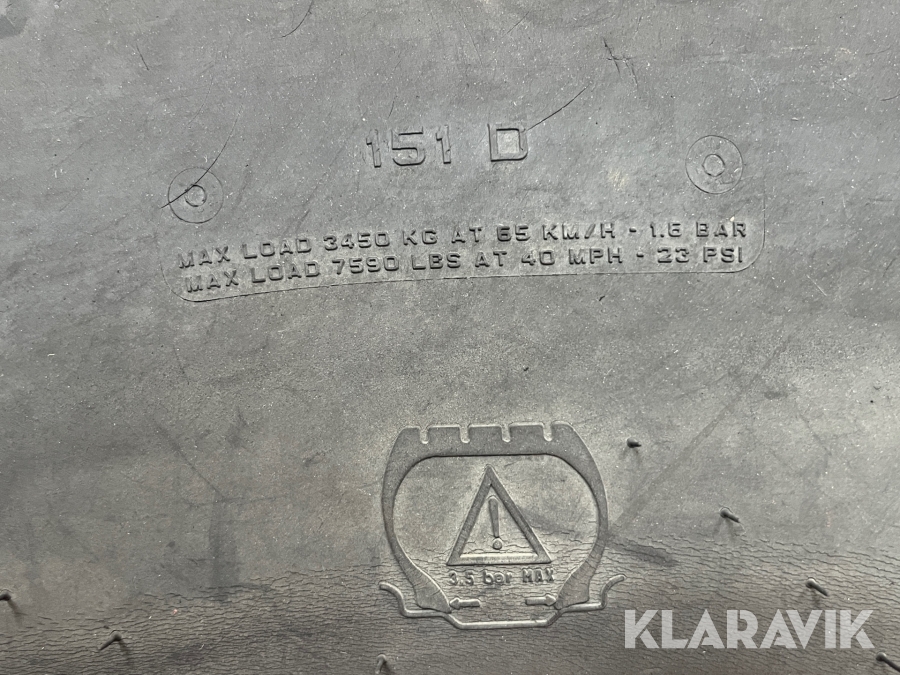 151 D
MAX LOAD 3450 KG AT 65 KM/H - 1.6 BAR
MAX LOAD 7590 LBS AT 40 MPH - 23 PSI
!
3.5 bar MAX
KLARAVIK